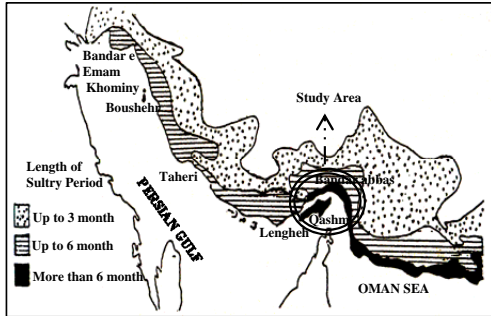 Bandar e
Emam
Khominy
Boushehr
Study Area
Length of
Sultry Period
Taheri
Bandar abbas
PERSIAN GULF
Up to 3 month
Up to 6 month
More than 6 month
Lengheh
Qashm
OMAN SEA